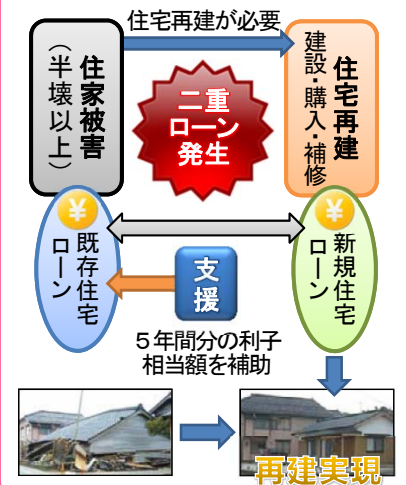 住宅再建が必要
住家被害
（半壊以上）
二重
ローン
発生
住宅再建
建設・購入・補修
¥
既存住宅
ローン
¥
新規住宅
ローン
支援
５年間分の利子
相当額を補助
再建実現